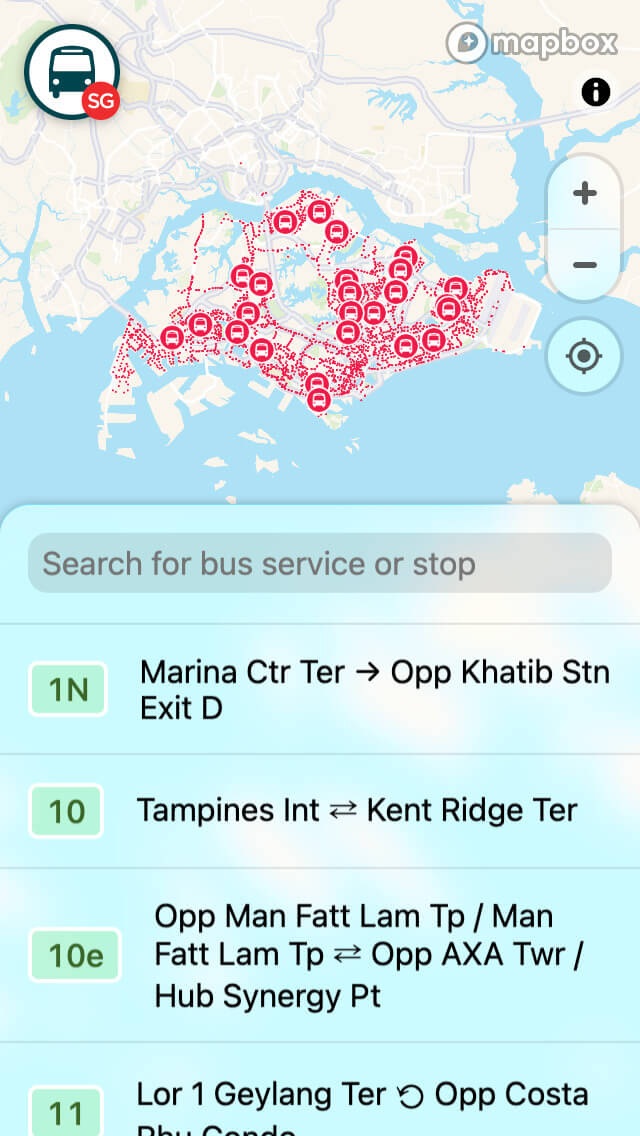 mapbox
SG
Search for bus service or stop
1N
Marina Ctr Ter → Opp Khatib Stn
Exit D
10
Tampines Int ⇄ Kent Ridge Ter
Opp Man Fatt Lam Tp / Man
10e
Fatt Lam Tp ⇄ Opp AXA Twr /
Hub Synergy Pt
11
Lor 1 Geylang Ter ⟲ Opp Costa
Rhu Condo